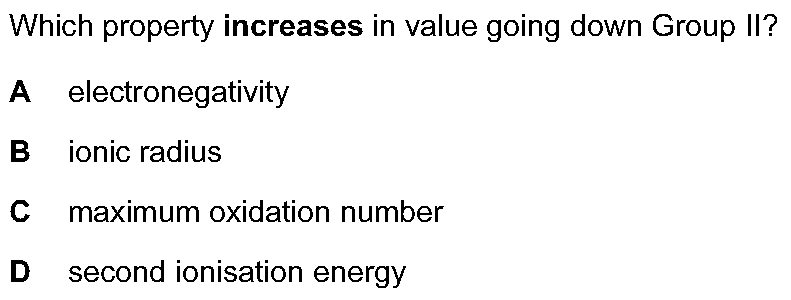 Which property increases in value going down Group II?
A electronegativity
B ionic radius
C maximum oxidation number
D second ionisation energy